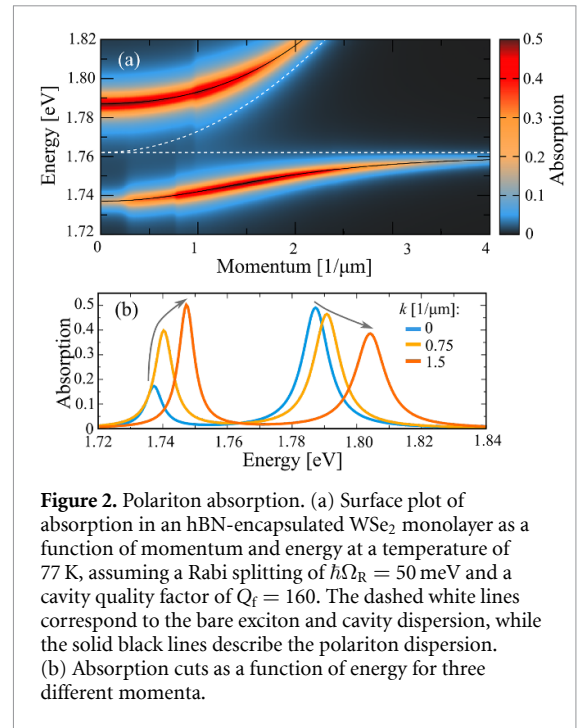 (a)
1.82
1.80
1.78
1.76
1.74
1.72
Energy [eV]
0 1 2 3 4
Momentum [1/μm]
0.5
0.4
0.3
0.2
0.1
0
Absorption
(b)
0.5
0.4
0.3
0.2
0.1
0
Absorption
k [1/μm]:
0
0.75
1.5
1.72 1.74 1.76 1.78 1.80 1.82 1.84
Energy [eV]
Figure 2. Polariton absorption. (a) Surface plot of
absorption in an hBN-encapsulated WSe₂ monolayer as a
function of momentum and energy at a temperature of
77 K, assuming a Rabi splitting of ℏΩ_R = 50 meV and a
cavity quality factor of Q_f = 160. The dashed white lines
correspond to the bare exciton and cavity dispersion, while
the solid black lines describe the polariton dispersion.
(b) Absorption cuts as a function of energy for three
different momenta.